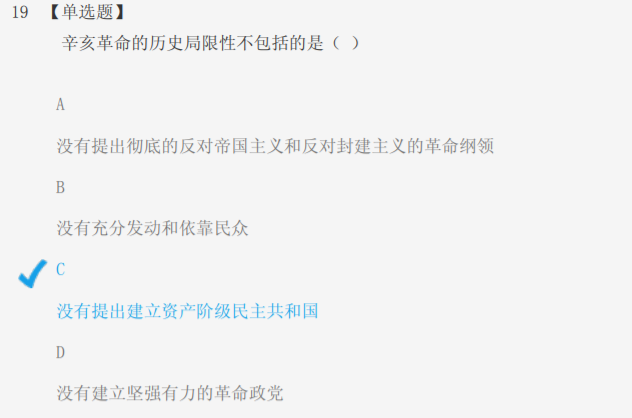 19 【单选题】
辛亥革命的历史局限性不包括的是（ ）
A
没有提出彻底的反对帝国主义和反对封建主义的革命纲领
B
没有充分发动和依靠民众
C
没有提出建立资产阶级民主共和国
D
没有建立坚强有力的革命政党